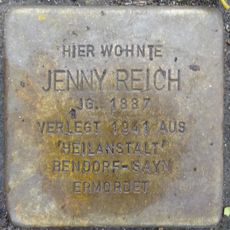 HIER WOHNTE
JENNY REICH
JG. 1887
VERLEGT 1941 AUS
"HEILANSTALT"
BENDORF-SAYN
ERMORDET